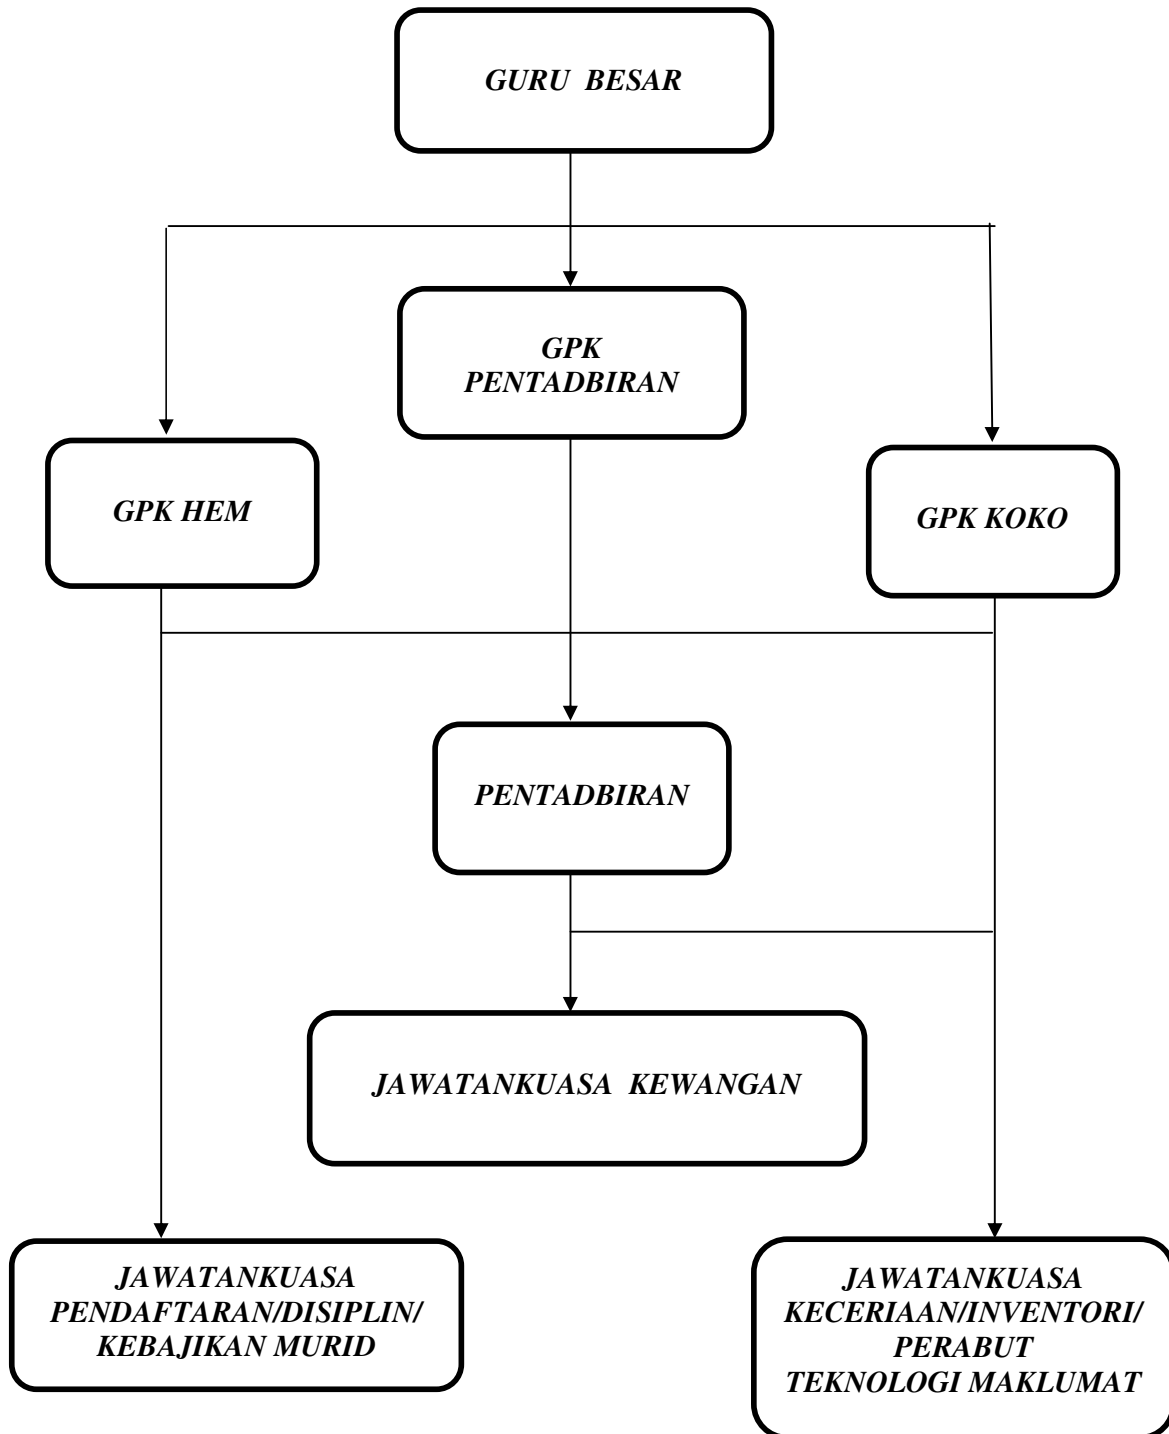 GURU BESAR
GPK
PENTADBIRAN
GPK HEM
GPK KOKO
PENTADBIRAN
JAWATANKUASA KEWANGAN
JAWATANKUASA
PENDAFTARAN/DISIPLIN/
KEBAJIKAN MURID
JAWATANKUASA
KECERIAAN/INVENTORI/
PERABUT
TEKNOLOGI MAKLUMAT